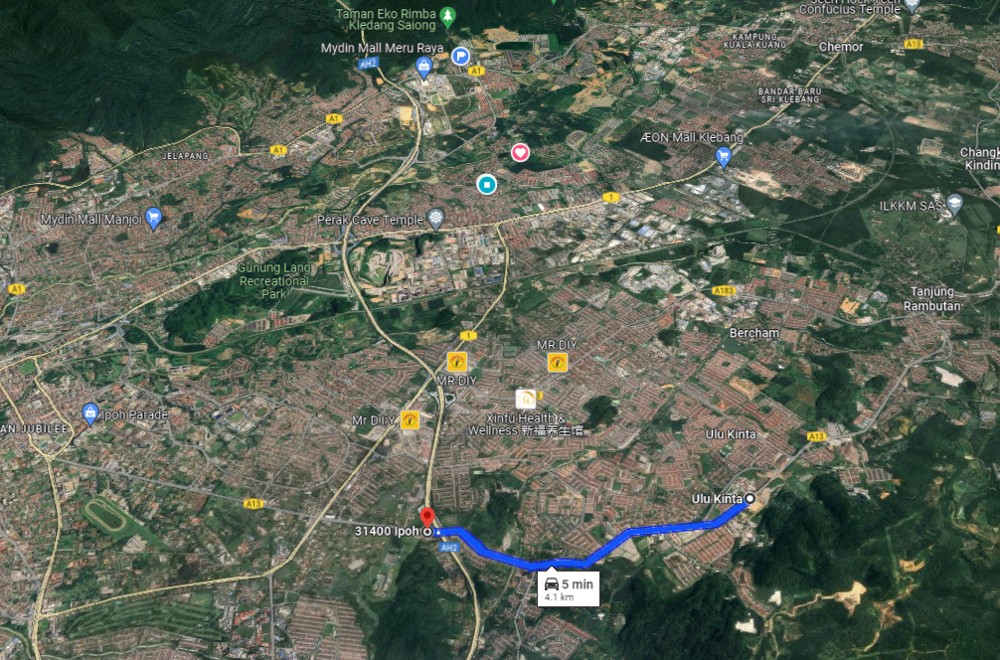 Taman Eko Rimba
Kledang Saiong
Confucius Temple
Mydin Mall Meru Raya
AH2
P
A1
KAMPUNG
KUALA KUANG
Chemor
A13
BANDAR BARU
SRI KLEBANG
A1
A1
JELAPANG
ÆON Mall Klebang
Changk
Kindin
Mydin Mall Manjoi
Perak Cave Temple
1
ILKKM SAS
Gunung Lang
Recreational
Park
A1
A183
Tanjung
Rambutan
1
Bercham
MR DIY
MR DIY
Ipoh Parade
AN JUBILEE
Mr D.I.Y.
1
Xinfu Health &
Wellness 新福养生馆
Ulu Kinta
A13
Ulu Kinta
A13
31400 Ipoh
AH2
5 min
4.1 km